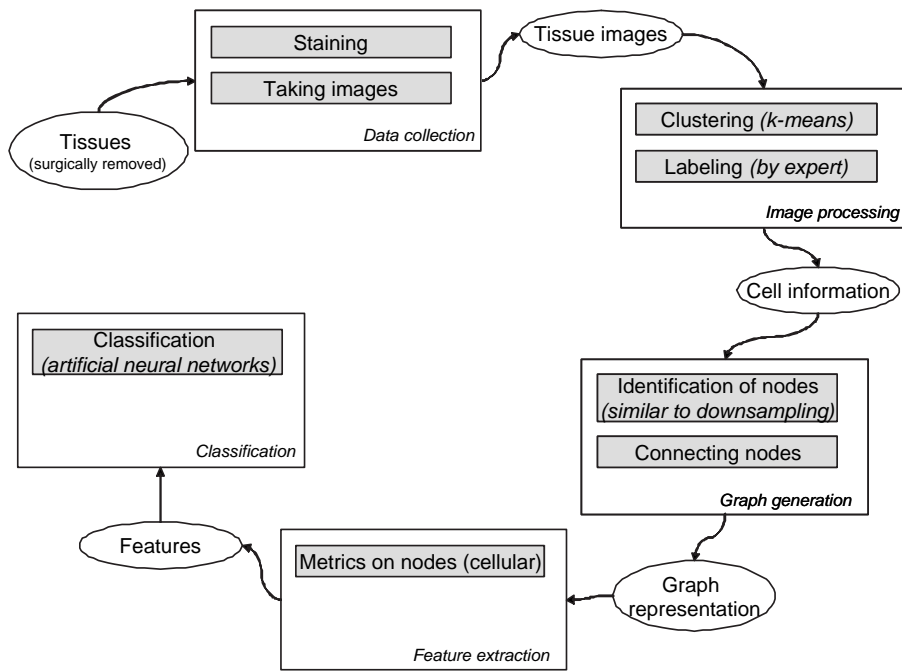 Tissues
(surgically removed)
Staining
Taking images
Data collection
Tissue images
Clustering (k-means)
Labeling (by expert)
Image processing
Cell information
Identification of nodes
(similar to downsampling)
Connecting nodes
Graph generation
Graph
representation
Metrics on nodes (cellular)
Feature extraction
Features
Classification
(artificial neural networks)
Classification